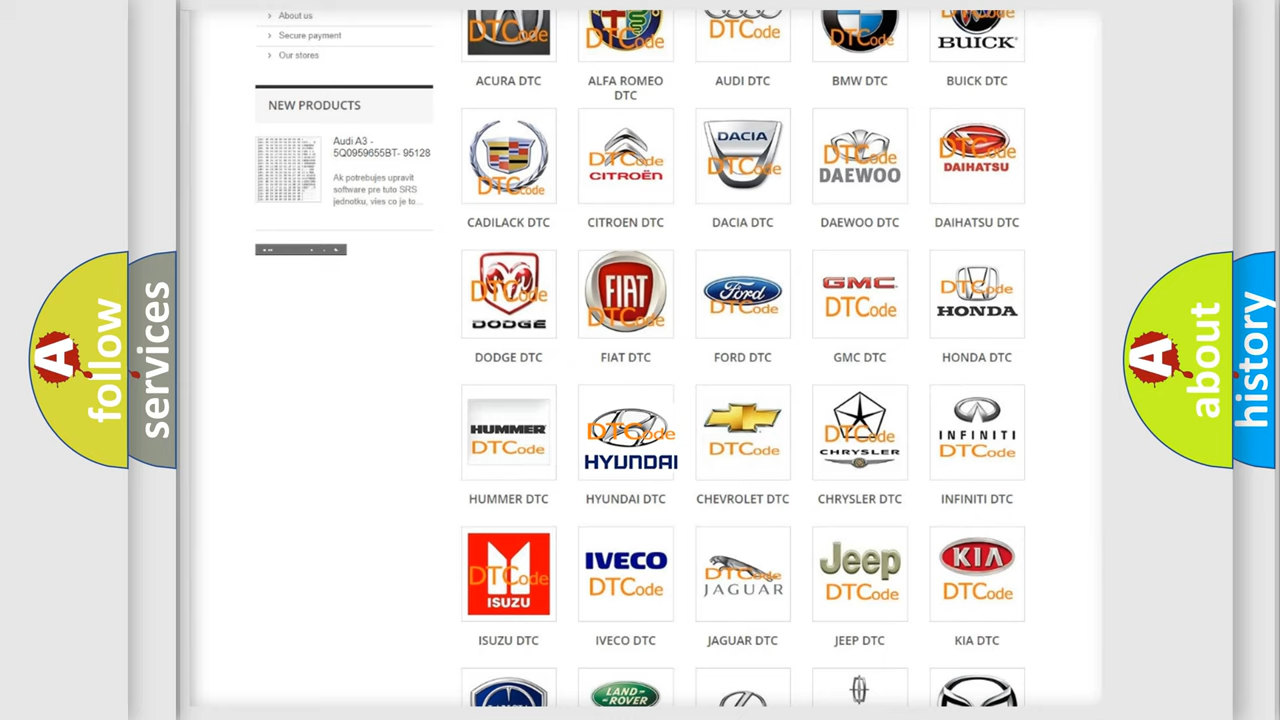 About us
Secure payment
Our stores
NEW PRODUCTS
Audi A3 -
5Q0959655BT- 95128
Ak potrebujes upravit
software pre tuto SRS
jednotku, vies co je to...
DTCode
DTCode
DTCode
DTCode
BUICK
ACURA DTC
ALFA ROMEO
DTC
AUDI DTC
BMW DTC
BUICK DTC
DTCode
DTCode
CITROËN
DACIA
DTCode
DTCode
DAEWOO
DTCode
DAIHATSU
CADILACK DTC
CITROEN DTC
DACIA DTC
DAEWOO DTC
DAIHATSU DTC
DTCode
DODGE
FIAT
DTCode
Ford
DTCode
GMC
DTCode
DTCode
HONDA
DODGE DTC
FIAT DTC
FORD DTC
GMC DTC
HONDA DTC
HUMMER
DTCode
DTCode
HYUNDAI
DTCode
DTCode
CHRYSLER
INFINITI
DTCode
HUMMER DTC
HYUNDAI DTC
CHEVROLET DTC
CHRYSLER DTC
INFINITI DTC
DTCode
ISUZU
IVECO
DTCode
DTCode
JAGUAR
Jeep
DTCode
KIA
DTCode
ISUZU DTC
IVECO DTC
JAGUAR DTC
JEEP DTC
KIA DTC
LAND-
ROVER
A
follow
services
A
about
history